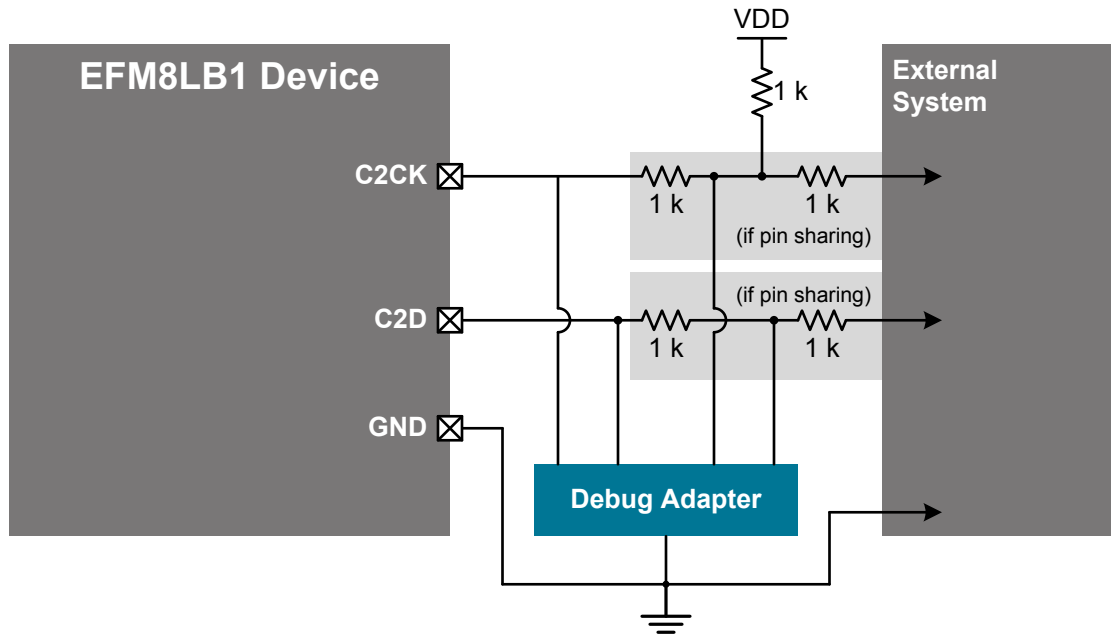 VDD
EFM8LB1 Device
External
System
1 k
C2CK
1 k
1 k
(if pin sharing)
(if pin sharing)
C2D
1 k
1 k
GND
Debug Adapter